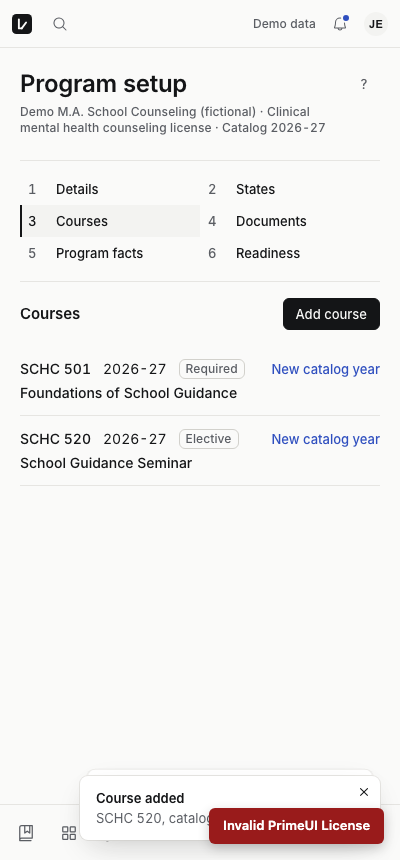 Demo data
JE
Program setup
?
Demo M.A. School Counseling (fictional) · Clinical
mental health counseling license · Catalog 2026-27
1 Details
2 States
3 Courses
4 Documents
5 Program facts
6 Readiness
Courses
Add course
SCHC 501 2026-27 Required New catalog year
Foundations of School Guidance
SCHC 520 2026-27 Elective New catalog year
School Guidance Seminar
Course added
SCHC 520, catalog
Invalid PrimeUI License